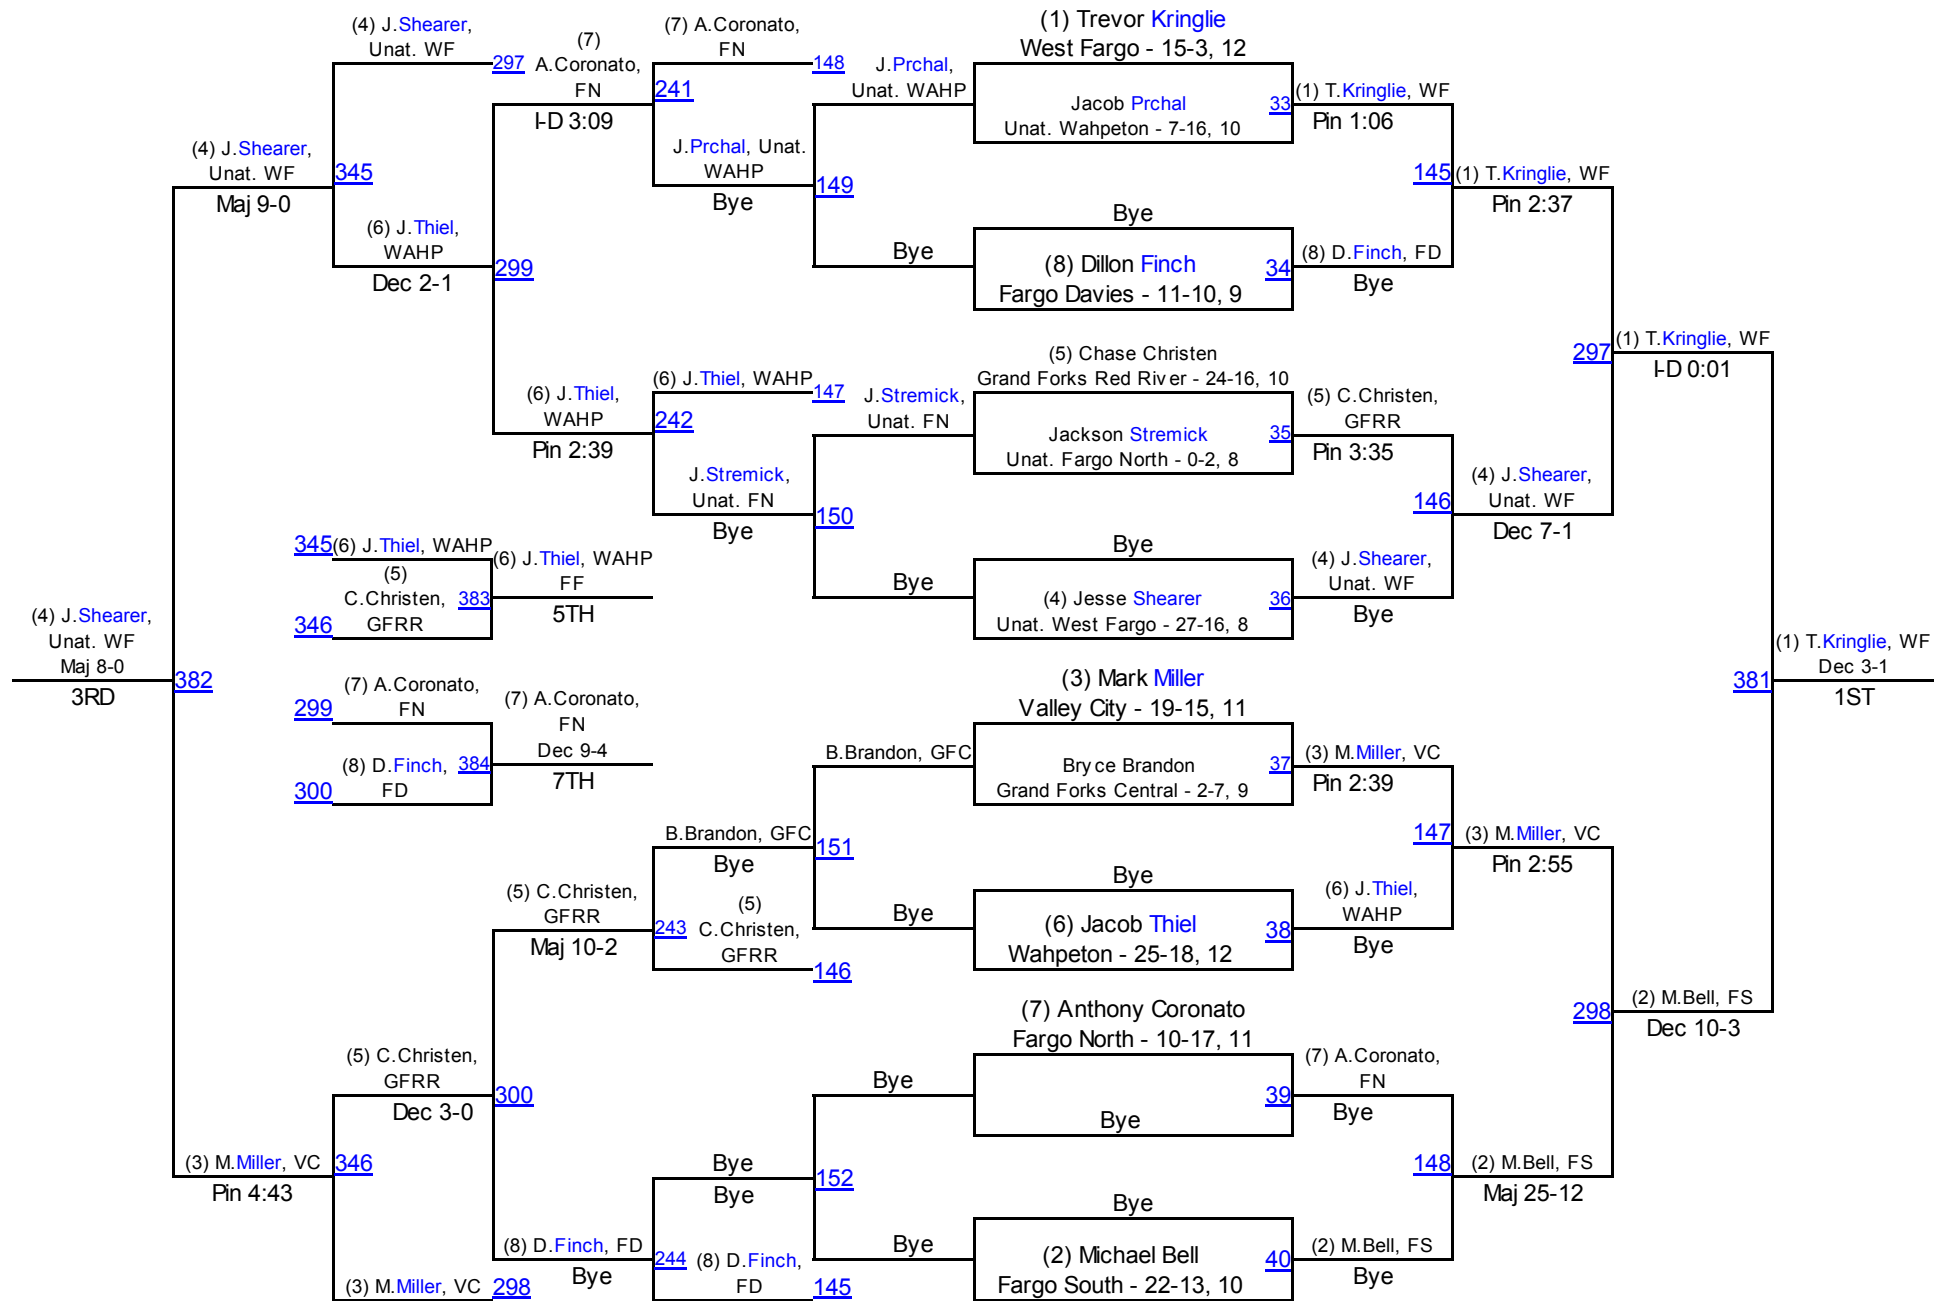 (4) J.Shearer,
Unat. WF
297
(7)
A.Coronato,
FN
I-D 3:09
(7) A.Coronato,
FN
148
241
J.Prchal, Unat.
WAHP
Bye
149
J.Prchal,
Unat. WAHP
Bye
(4) J.Shearer,
Unat. WF
Maj 9-0
345
(6) J.Thiel,
WAHP
Dec 2-1
299
(6) J.Thiel,
WAHP
Pin 2:39
(6) J.Thiel, WAHP
147
242
J.Stremick,
Unat. FN
Bye
150
J.Stremick,
Unat. FN
Bye
345
(6) J.Thiel, WAHP
(5)
C.Christen,
GFRR
346
383
(6) J.Thiel, WAHP
FF
5TH
(4) J.Shearer,
Unat. WF
Maj 8-0
3RD
382
299
(7) A.Coronato,
FN
300
(8) D.Finch,
FD
384
(7) A.Coronato,
FN
Dec 9-4
7TH
B.Brandon, GFC
Bye
151
B.Brandon, GFC
Bye
(5) C.Christen,
GFRR
Maj 10-2
243
(5)
C.Christen,
GFRR
146
(5) C.Christen,
GFRR
Dec 3-0
300
(3) M.Miller, VC
Pin 4:43
346
Bye
Bye
152
Bye
Bye
(8) D.Finch, FD
Bye
244
(8) D.Finch,
FD
145
(3) M.Miller, VC
298
(1) Trevor Kringlie
West Fargo - 15-3, 12
Jacob Prchal
Unat. Wahpeton - 7-16, 10
33
(1) T.Kringlie, WF
Pin 1:06
Bye
(8) Dillon Finch
Fargo Davies - 11-10, 9
34
(8) D.Finch, FD
Bye
145
(1) T.Kringlie, WF
Pin 2:37
(5) Chase Christen
Grand Forks Red River - 24-16, 10
Jackson Stremick
Unat. Fargo North - 0-2, 8
35
(5) C.Christen,
GFRR
Pin 3:35
Bye
(4) Jesse Shearer
Unat. West Fargo - 27-16, 8
36
(4) J.Shearer,
Unat. WF
Bye
146
(4) J.Shearer,
Unat. WF
Dec 7-1
297
(1) T.Kringlie, WF
I-D 0:01
(3) Mark Miller
Valley City - 19-15, 11
Bryce Brandon
Grand Forks Central - 2-7, 9
37
(3) M.Miller, VC
Pin 2:39
Bye
(6) Jacob Thiel
Wahpeton - 25-18, 12
38
(6) J.Thiel,
WAHP
Bye
147
(3) M.Miller, VC
Pin 2:55
(7) Anthony Coronato
Fargo North - 10-17, 11
Bye
39
(7) A.Coronato,
FN
Bye
Bye
(2) Michael Bell
Fargo South - 22-13, 10
40
(2) M.Bell, FS
Bye
148
(2) M.Bell, FS
Maj 25-12
298
(2) M.Bell, FS
Dec 10-3
381
(1) T.Kringlie, WF
Dec 3-1
1ST